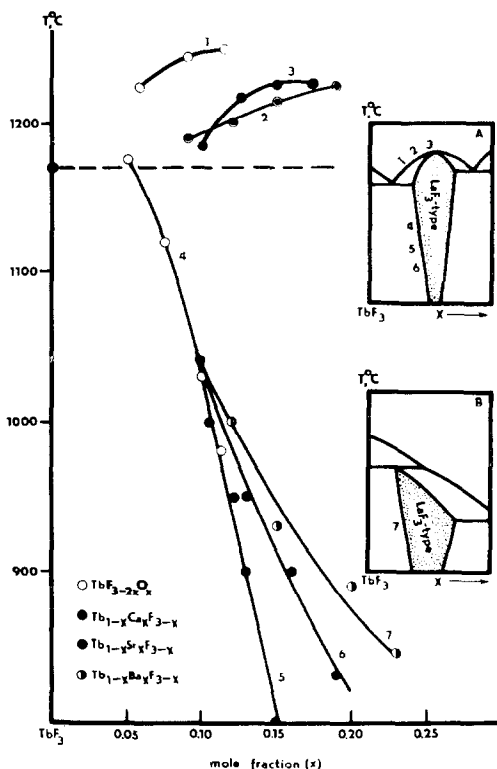 T,°C
1
3
2
1200
1100
4
1000
900
5
6
7
TbF₃₋₂ₓOₓ
Tb₁₋ₓCaₓF₃₋ₓ
Tb₁₋ₓSrₓF₃₋ₓ
Tb₁₋ₓBaₓF₃₋ₓ
TbF₃
0.05
0.10
0.15
0.20
0.25
mole fraction (x)
T,°C
A
1
2
3
LaF₃-type
4
5
6
TbF₃
X
T,°C
B
LaF₃-type
7
TbF₃
X